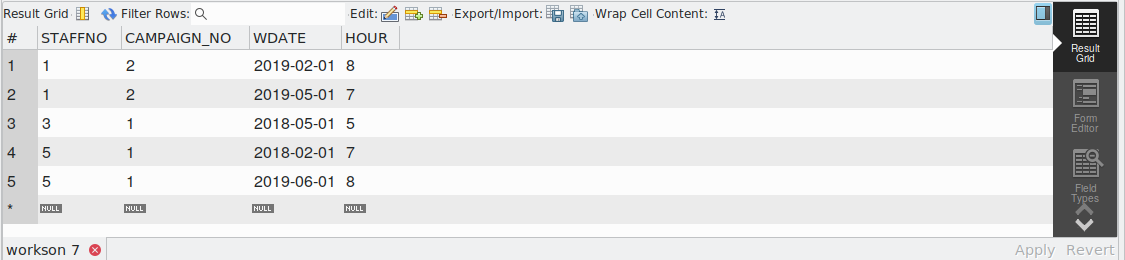 Result Grid Filter Rows: Edit: Export/Import: Wrap Cell Content:
# STAFFNO CAMPAIGN_NO WDATE HOUR
1 1 2 2019-02-01 8
2 1 2 2019-05-01 7
3 3 1 2018-05-01 5
4 5 1 2018-02-01 7
5 5 1 2019-06-01 8
* NULL NULL NULL NULL
Result
Grid
Form
Editor
Field
Types
workson 7 Apply Revert